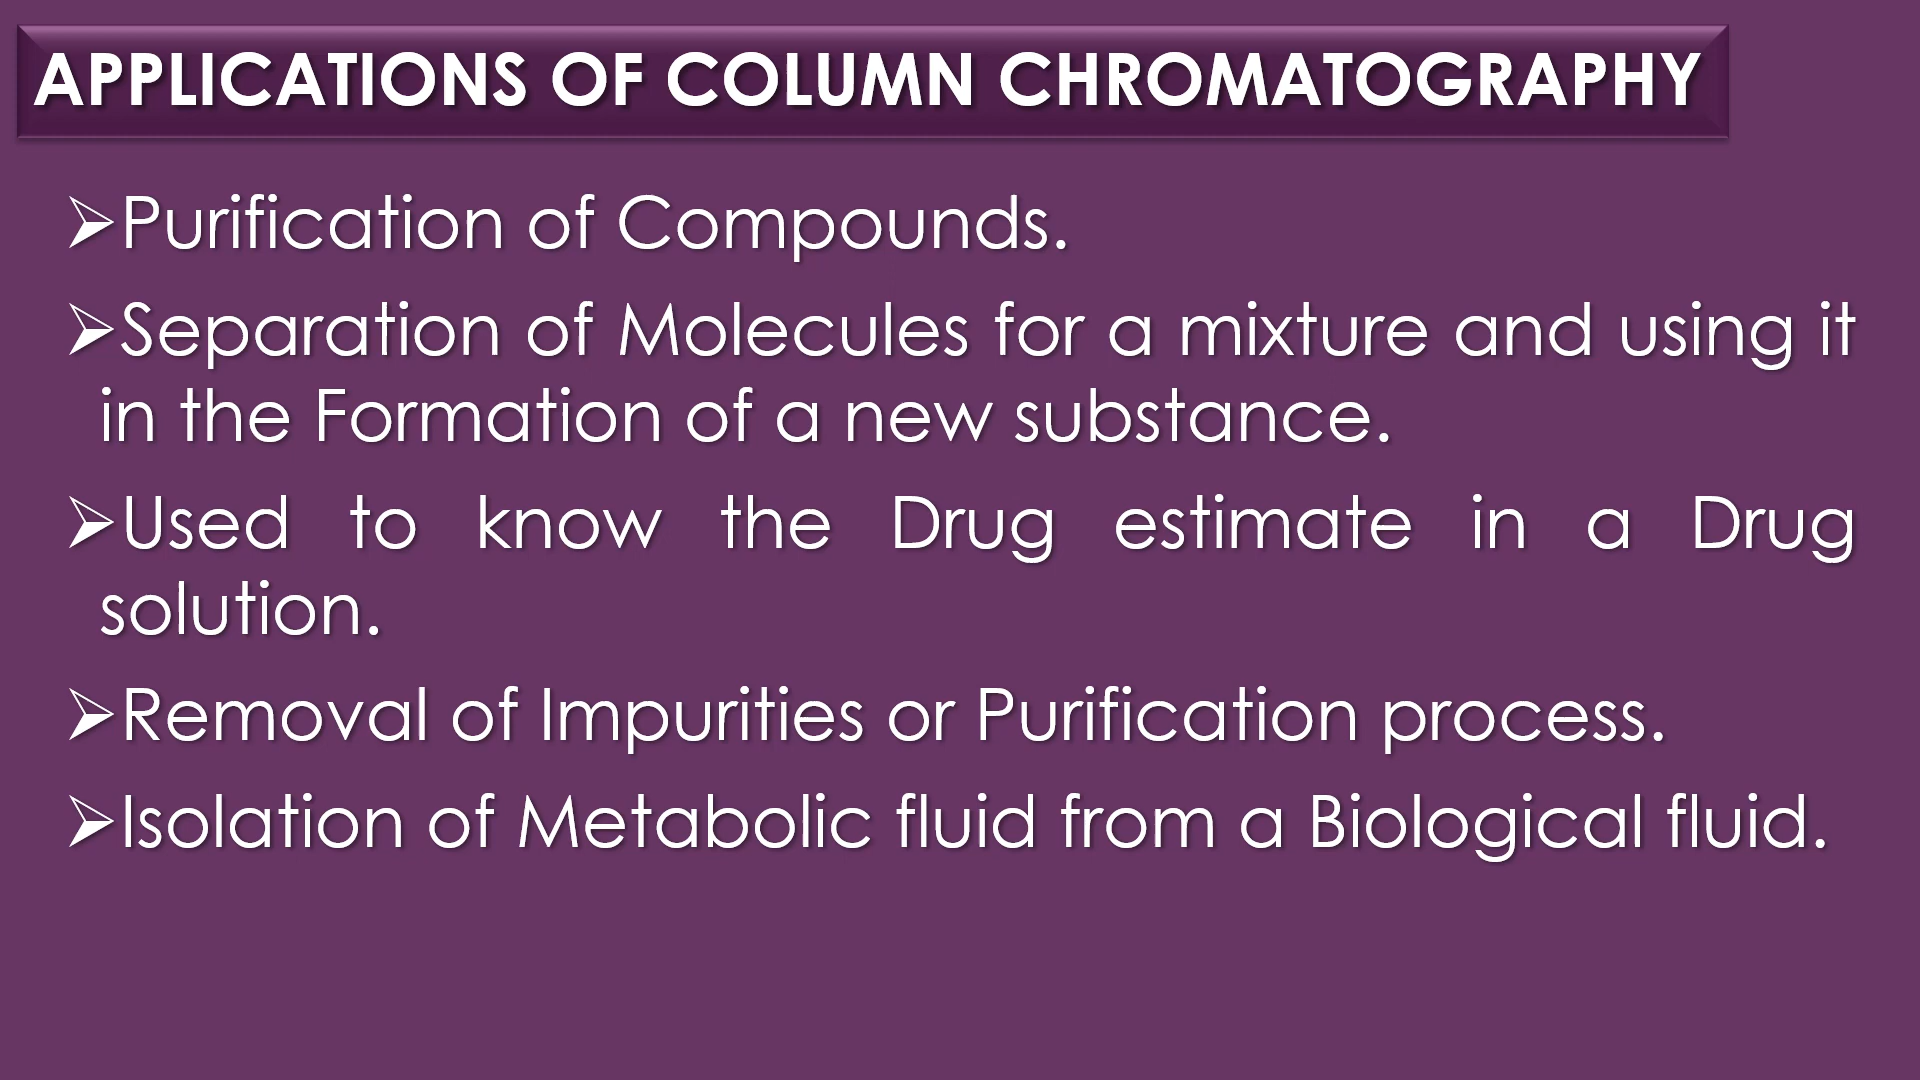 APPLICATIONS OF COLUMN CHROMATOGRAPHY
➢Purification of Compounds.
➢Separation of Molecules for a mixture and using it
in the Formation of a new substance.
➢Used to know the Drug estimate in a Drug
solution.
➢Removal of Impurities or Purification process.
➢Isolation of Metabolic fluid from a Biological fluid.